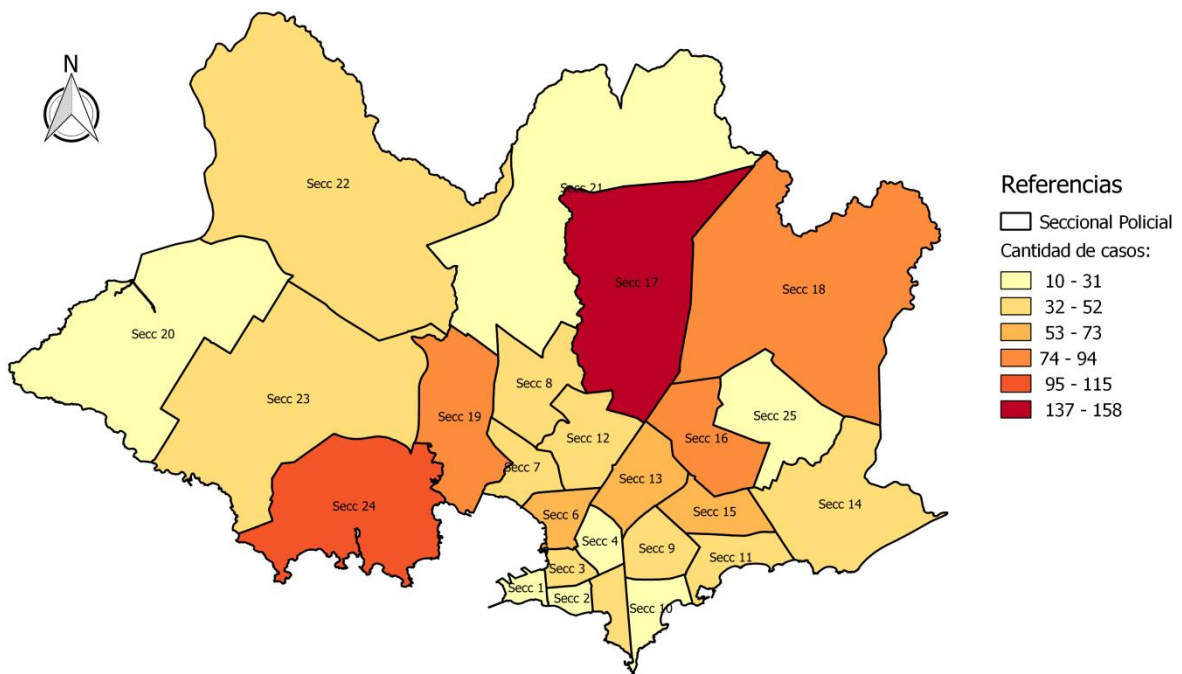 N
Secc 22
Secc 21
Secc 17
Secc 18
Secc 20
Secc 8
Secc 23
Secc 19
Secc 25
Secc 12
Secc 16
Secc 7
Secc 13
Secc 24
Secc 14
Secc 6
Secc 15
Secc 4
Secc 9
Secc 11
Secc 3
Secc 1
Secc 2
Secc 10
Referencias
Seccional Policial
Cantidad de casos:
10 - 31
32 - 52
53 - 73
74 - 94
95 - 115
137 - 158